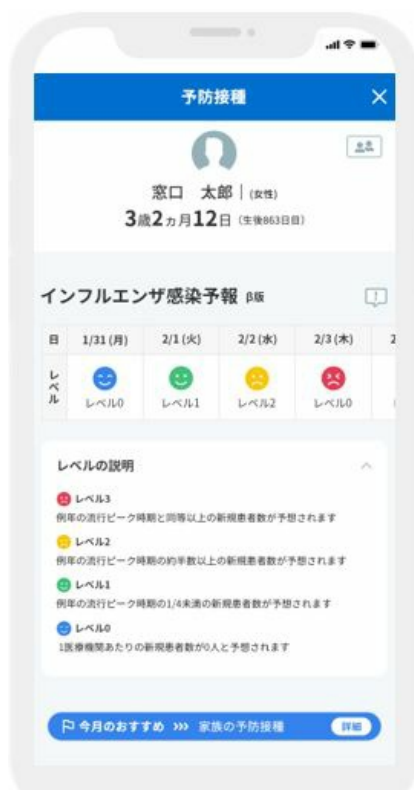 予防接種
窓口 太郎 | (女性)
3歳2ヵ月12日 (生後863日目)
インフルエンザ感染予報 β版
日 1/31 (月) 2/1 (火) 2/2 (水) 2/3 (木) 2
レベル レベル0 レベル1 レベル2 レベル0
レベルの説明
レベル3
例年の流行ピーク時期と同等以上の新規患者数が予想されます
レベル2
例年の流行ピーク時期の約半数以上の新規患者数が予想されます
レベル1
例年の流行ピーク時期の1/4未満の新規患者数が予想されます
レベル0
1医療機関あたりの新規患者数が0人と予想されます
今月のおすすめ >>> 家族の予防接種 詳細